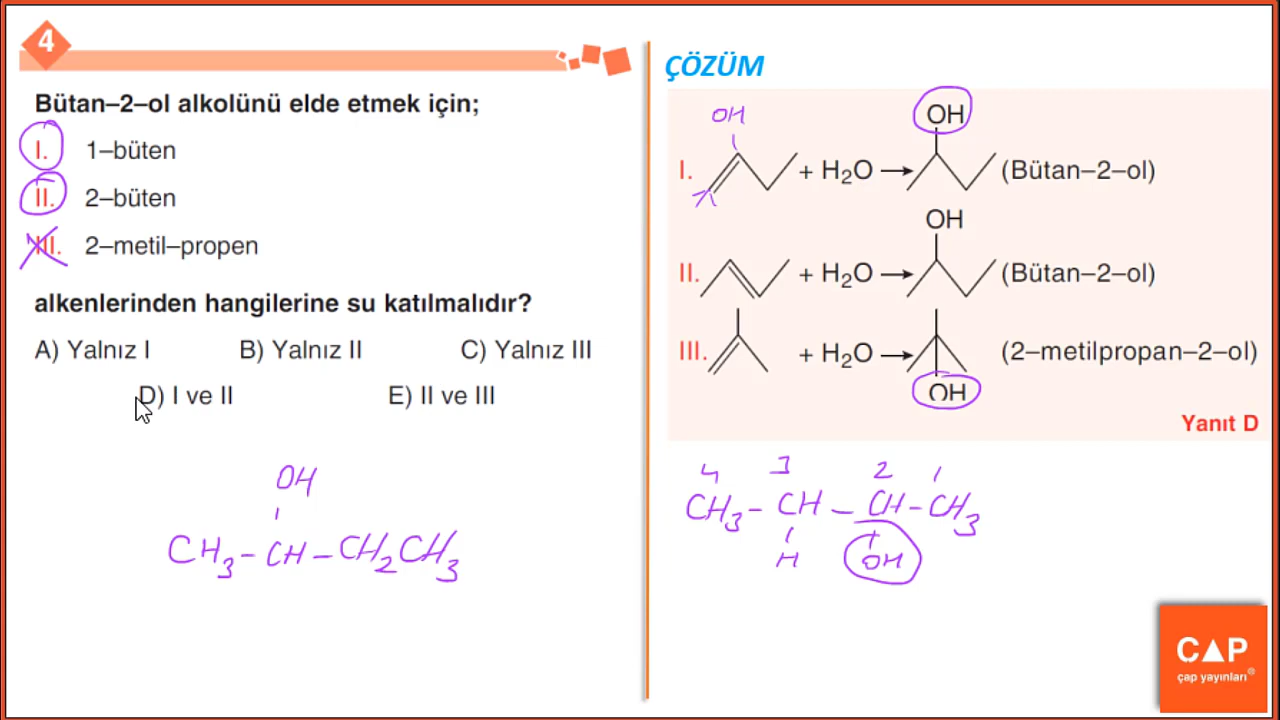 4
Bütan–2–ol alkolünü elde etmek için;
I. 1–büten
II. 2–büten
III. 2–metil–propen
alkenlerinden hangilerine su katılmalıdır?
A) Yalnız I B) Yalnız II C) Yalnız III
D) I ve II E) II ve III
OH
CH3–CH–CH2CH3
ÇÖZÜM
OH OH
I. + H2O → (Bütan–2–ol)
H
OH
II. + H2O → (Bütan–2–ol)
III. + H2O → (2–metilpropan–2–ol)
OH
Yanıt D
4 3 2 1
CH3–CH–CH–CH3
H OH
CAP
çap yayınları®